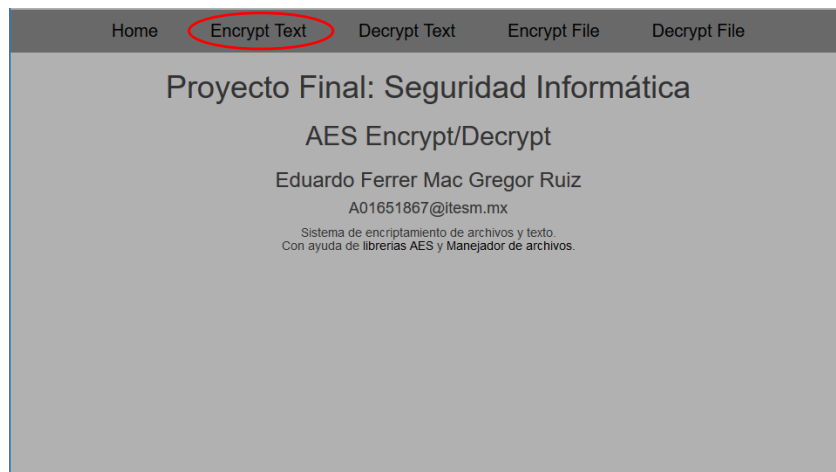 Home Encrypt Text Decrypt Text Encrypt File Decrypt File
Proyecto Final: Seguridad Informática
AES Encrypt/Decrypt
Eduardo Ferrer Mac Gregor Ruiz
A01651867@itesm.mx
Sistema de encriptamiento de archivos y texto.
Con ayuda de librerias AES y Manejador de archivos.